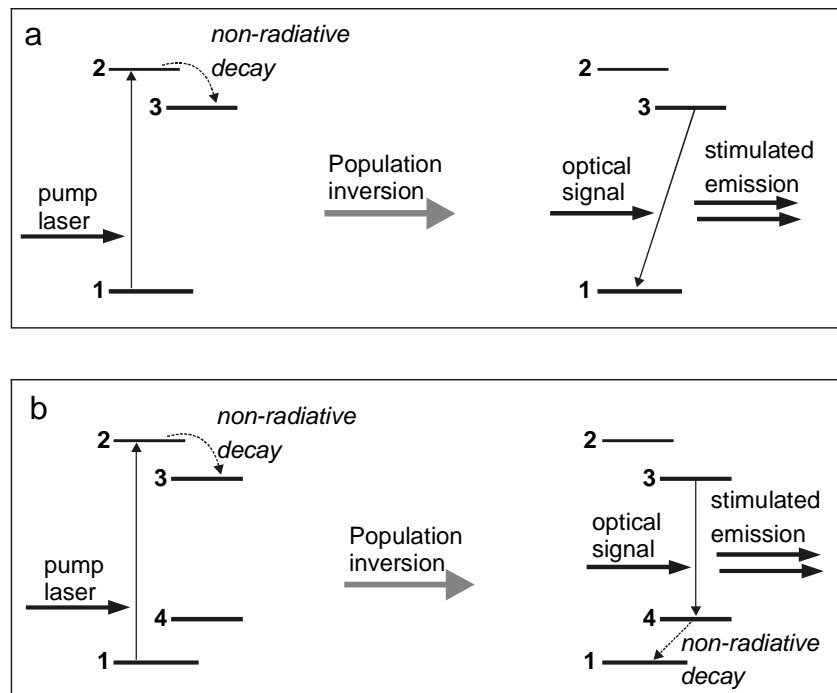 a
non-radiative
decay
2
3
pump
laser
1
Population
inversion
2
3
optical
signal
stimulated
emission
1
b
non-radiative
decay
2
3
pump
laser
4
1
Population
inversion
2
3
optical
signal
stimulated
emission
4
1
non-radiative
decay